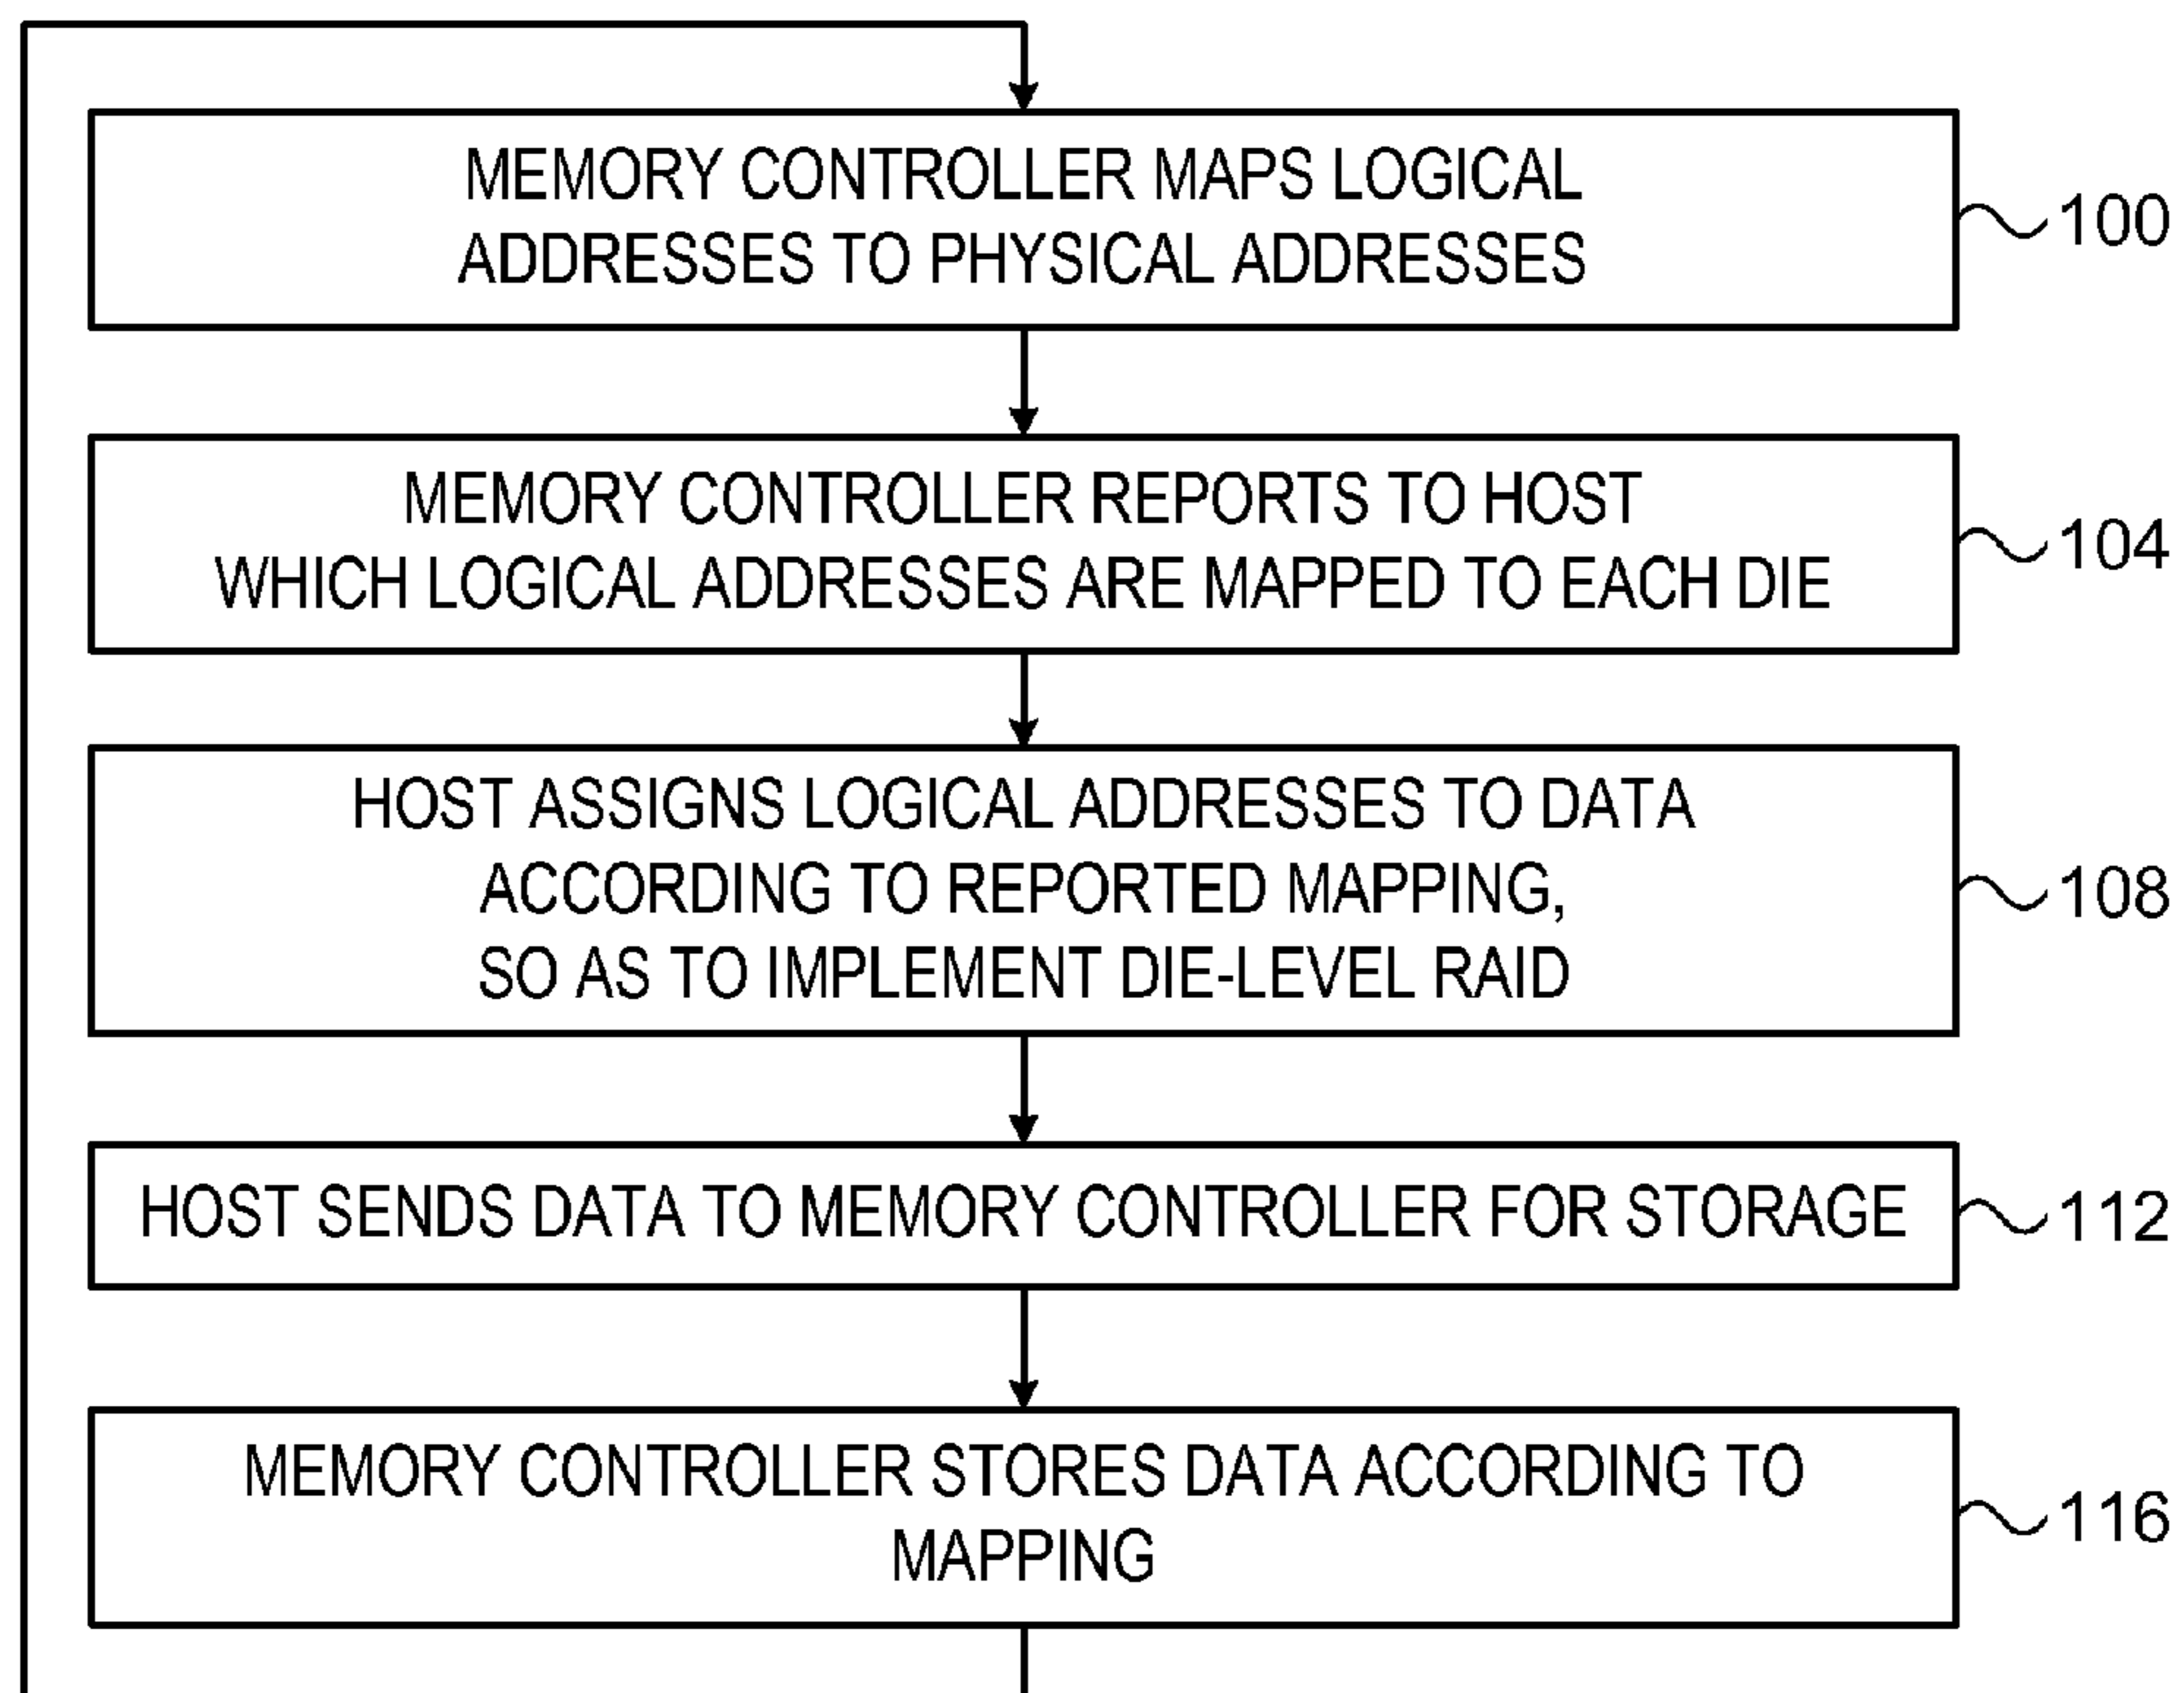 MEMORY CONTROLLER MAPS LOGICAL
ADDRESSES TO PHYSICAL ADDRESSES
100
MEMORY CONTROLLER REPORTS TO HOST
WHICH LOGICAL ADDRESSES ARE MAPPED TO EACH DIE
104
HOST ASSIGNS LOGICAL ADDRESSES TO DATA
ACCORDING TO REPORTED MAPPING,
SO AS TO IMPLEMENT DIE-LEVEL RAID
108
HOST SENDS DATA TO MEMORY CONTROLLER FOR STORAGE
112
MEMORY CONTROLLER STORES DATA ACCORDING TO
MAPPING
116